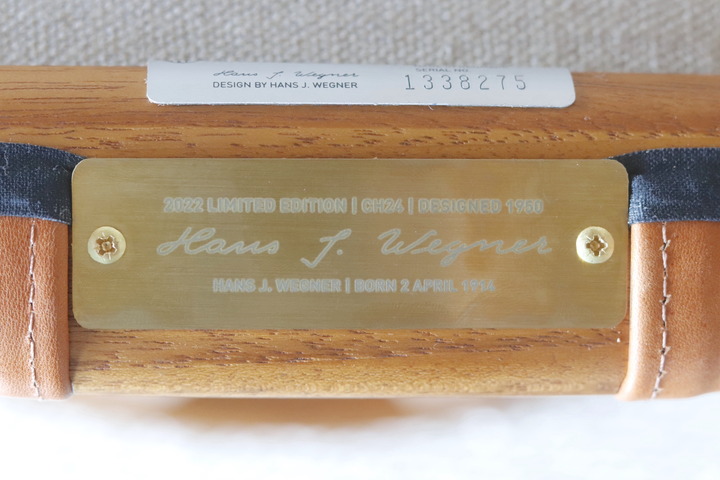 SERIAL NO.
Hans J. Wegner
DESIGN BY HANS J. WEGNER
1338275
2022 LIMITED EDITION | CH24 | DESIGNED 1950
Hans J. Wegner
HANS J. WEGNER | BORN 2 APRIL 1914